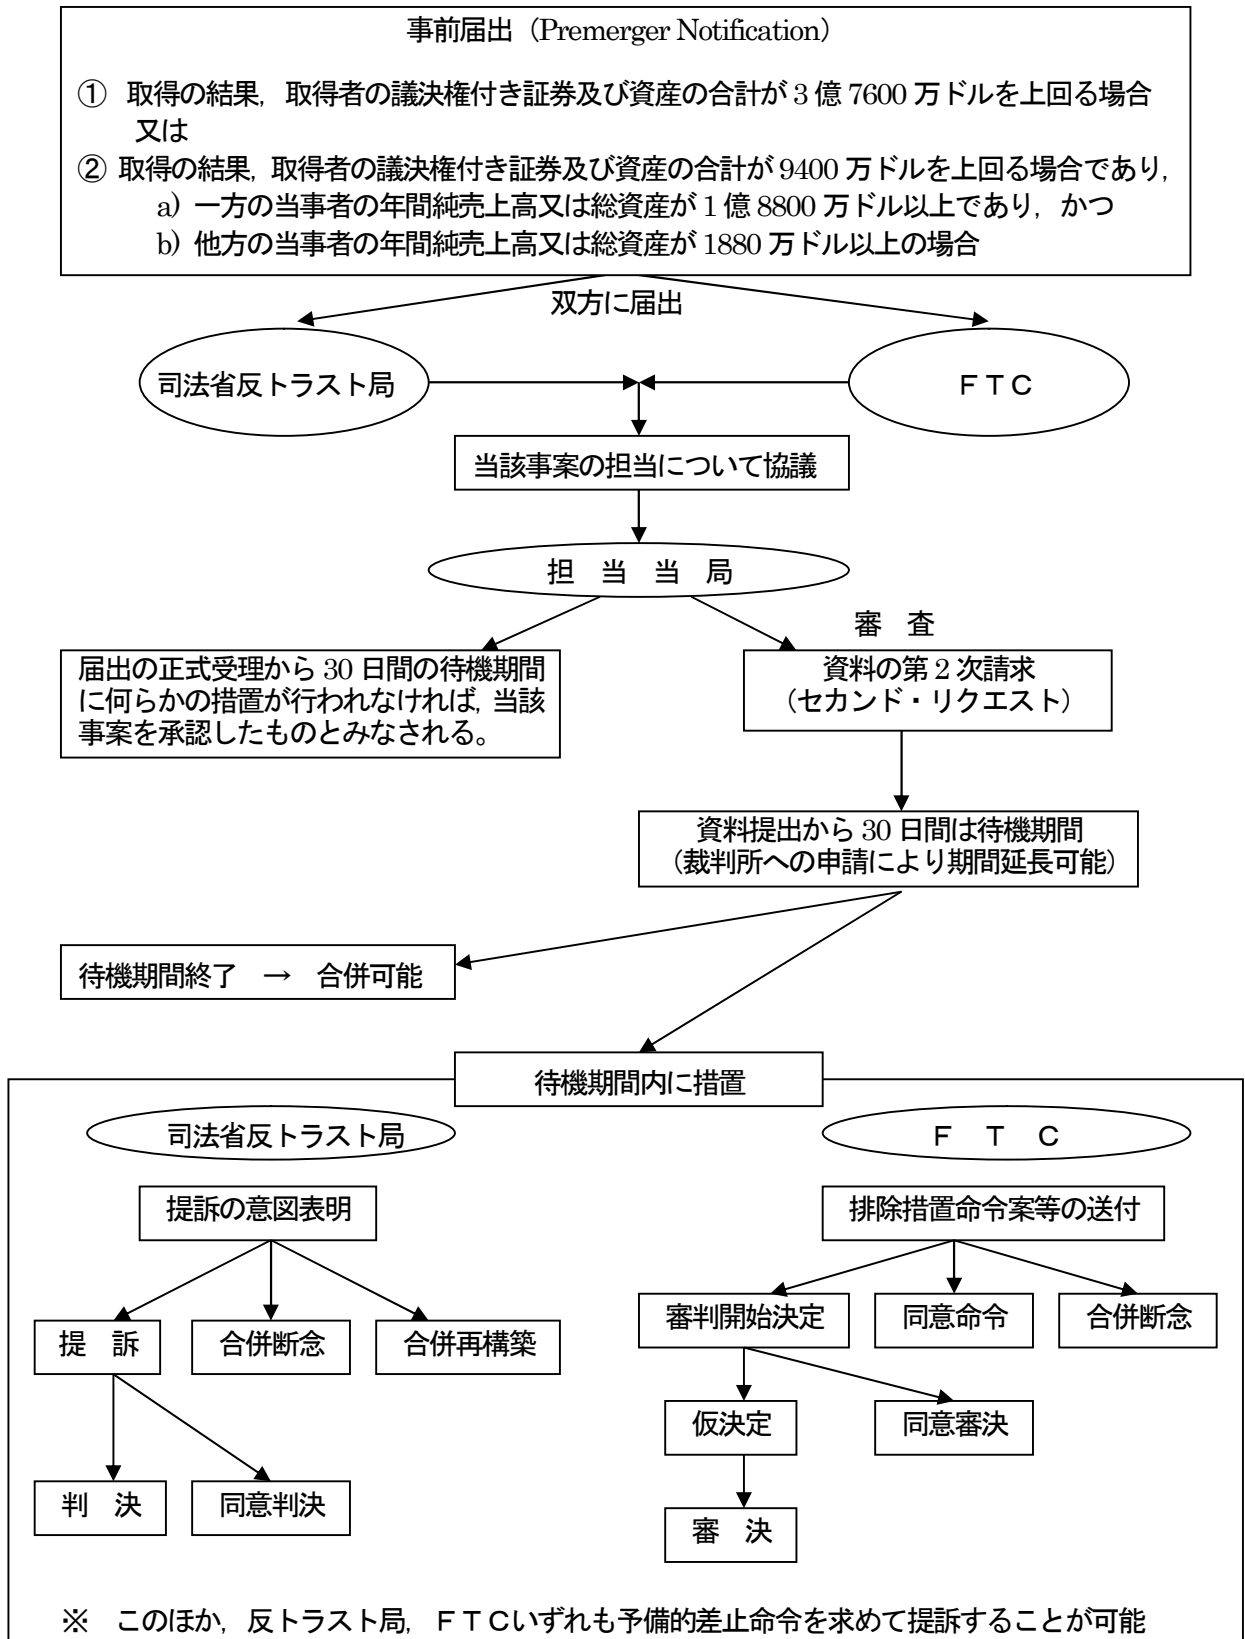 事前届出（Premerger Notification）
① 取得の結果，取得者の議決権付き証券及び資産の合計が 3 億 7600 万ドルを上回る場合
又は
② 取得の結果，取得者の議決権付き証券及び資産の合計が 9400 万ドルを上回る場合であり，
a) 一方の当事者の年間純売上高又は総資産が 1 億 8800 万ドル以上であり，かつ
b) 他方の当事者の年間純売上高又は総資産が 1880 万ドル以上の場合
双方に届出
司法省反トラスト局
ＦＴＣ
当該事案の担当について協議
担　当　当　局
審　査
届出の正式受理から 30 日間の待機期間
に何らかの措置が行われなければ，当該
事案を承認したものとみなされる。
資料の第２次請求
（セカンド・リクエスト）
資料提出から 30 日間は待機期間
（裁判所への申請により期間延長可能）
待機期間終了　→　合併可能
待機期間内に措置
司法省反トラスト局
Ｆ　Ｔ　Ｃ
提訴の意図表明
排除措置命令案等の送付
提　訴
合併断念
合併再構築
審判開始決定
同意命令
合併断念
仮決定
同意審決
判　決
同意判決
審　決
※　このほか，反トラスト局，ＦＴＣいずれも予備的差止命令を求めて提訴することが可能